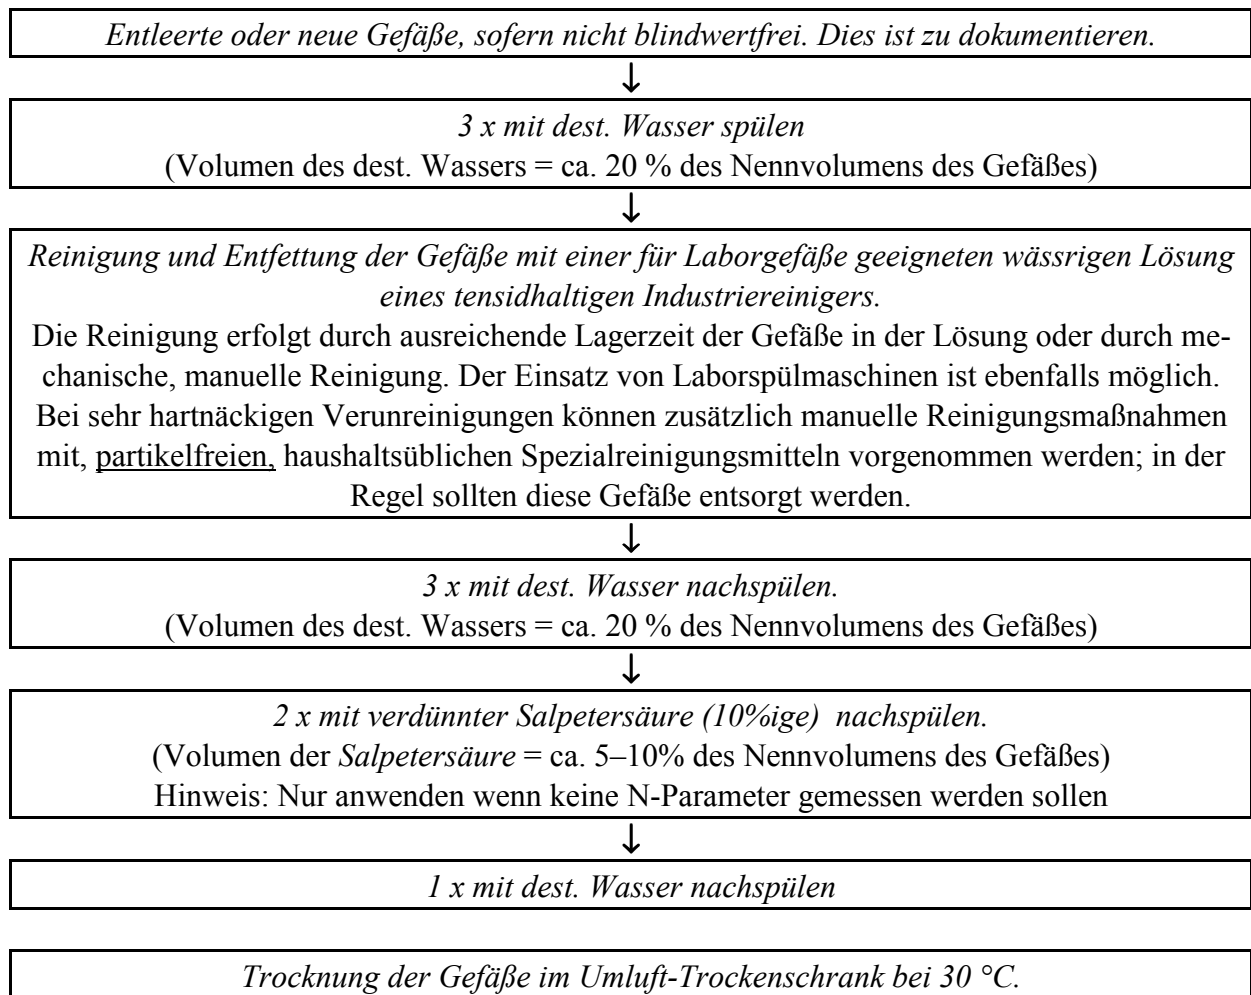 Entleerte oder neue Gefäße, sofern nicht blindwertfrei. Dies ist zu dokumentieren.
↓
3 x mit dest. Wasser spülen
(Volumen des dest. Wassers = ca. 20 % des Nennvolumens des Gefäßes)
↓
Reinigung und Entfettung der Gefäße mit einer für Laborgefäße geeigneten wässrigen Lösung
eines tensidhaltigen Industriereinigers.
Die Reinigung erfolgt durch ausreichende Lagerzeit der Gefäße in der Lösung oder durch me-
chanische, manuelle Reinigung. Der Einsatz von Laborspülmaschinen ist ebenfalls möglich.
Bei sehr hartnäckigen Verunreinigungen können zusätzlich manuelle Reinigungsmaßnahmen
mit, partikelfreien, haushaltsüblichen Spezialreinigungsmitteln vorgenommen werden; in der
Regel sollten diese Gefäße entsorgt werden.
↓
3 x mit dest. Wasser nachspülen.
(Volumen des dest. Wassers = ca. 20 % des Nennvolumens des Gefäßes)
↓
2 x mit verdünnter Salpetersäure (10%ige) nachspülen.
(Volumen der Salpetersäure = ca. 5–10% des Nennvolumens des Gefäßes)
Hinweis: Nur anwenden wenn keine N-Parameter gemessen werden sollen
↓
1 x mit dest. Wasser nachspülen
Trocknung der Gefäße im Umluft-Trockenschrank bei 30 °C.